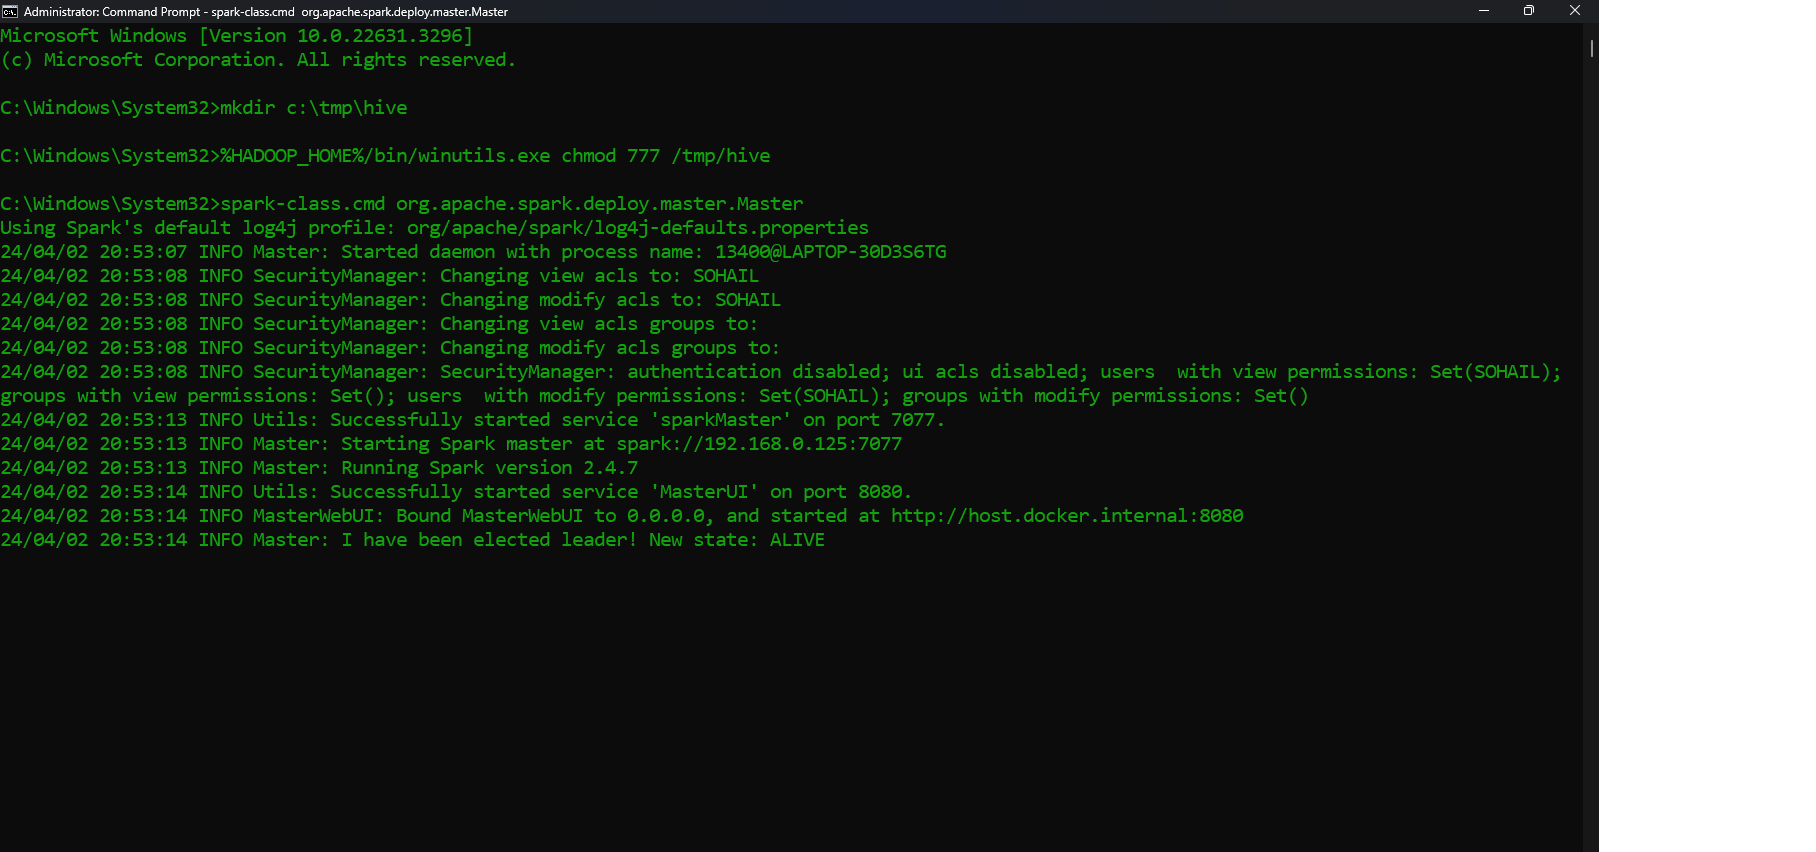 Administrator: Command Prompt - spark-class.cmd  org.apache.spark.deploy.master.Master
Microsoft Windows [Version 10.0.22631.3296]
(c) Microsoft Corporation. All rights reserved.
C:\Windows\System32>mkdir c:\tmp\hive
C:\Windows\System32>%HADOOP_HOME%/bin/winutils.exe chmod 777 /tmp/hive
C:\Windows\System32>spark-class.cmd org.apache.spark.deploy.master.Master
Using Spark's default log4j profile: org/apache/spark/log4j-defaults.properties
24/04/02 20:53:07 INFO Master: Started daemon with process name: 13400@LAPTOP-30D3S6TG
24/04/02 20:53:08 INFO SecurityManager: Changing view acls to: SOHAIL
24/04/02 20:53:08 INFO SecurityManager: Changing modify acls to: SOHAIL
24/04/02 20:53:08 INFO SecurityManager: Changing view acls groups to:
24/04/02 20:53:08 INFO SecurityManager: Changing modify acls groups to:
24/04/02 20:53:08 INFO SecurityManager: SecurityManager: authentication disabled; ui acls disabled; users  with view permissions: Set(SOHAIL);
groups with view permissions: Set(); users  with modify permissions: Set(SOHAIL); groups with modify permissions: Set()
24/04/02 20:53:13 INFO Utils: Successfully started service 'sparkMaster' on port 7077.
24/04/02 20:53:13 INFO Master: Starting Spark master at spark://192.168.0.125:7077
24/04/02 20:53:13 INFO Master: Running Spark version 2.4.7
24/04/02 20:53:14 INFO Utils: Successfully started service 'MasterUI' on port 8080.
24/04/02 20:53:14 INFO MasterWebUI: Bound MasterWebUI to 0.0.0.0, and started at http://host.docker.internal:8080
24/04/02 20:53:14 INFO Master: I have been elected leader! New state: ALIVE